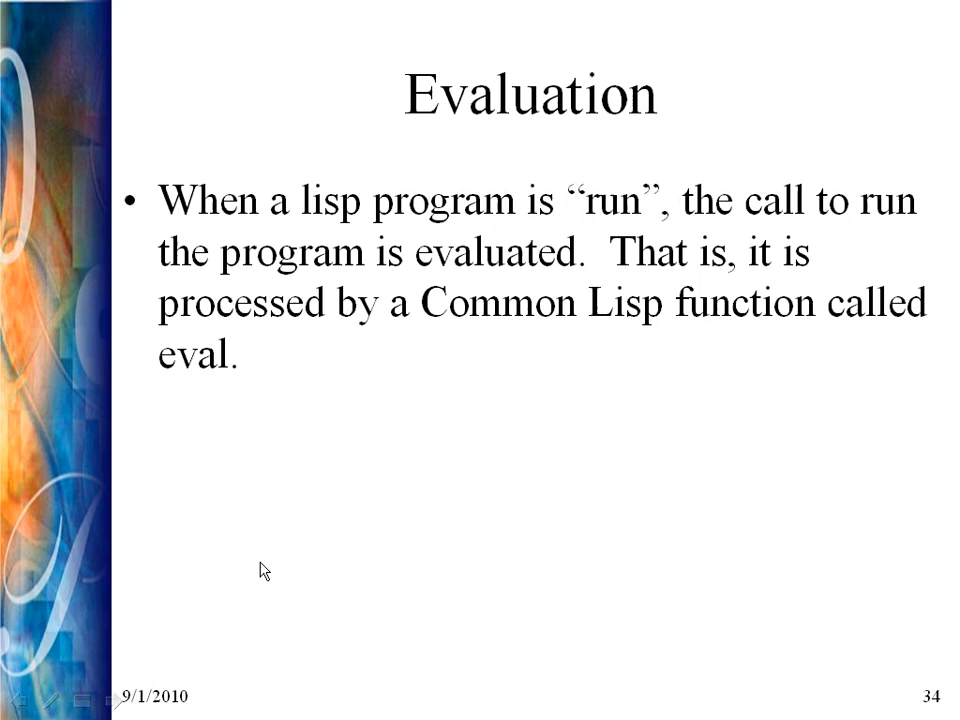 Evaluation
• When a lisp program is “run”, the call to run
the program is evaluated.  That is, it is
processed by a Common Lisp function called
eval.
9/1/2010
34